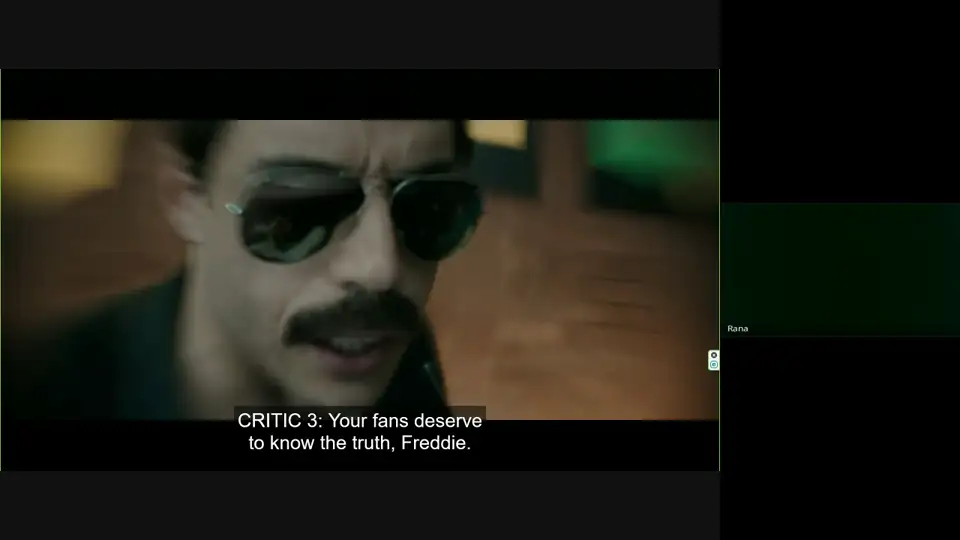 CRITIC 3: Your fans deserve
to know the truth, Freddie.
Rana